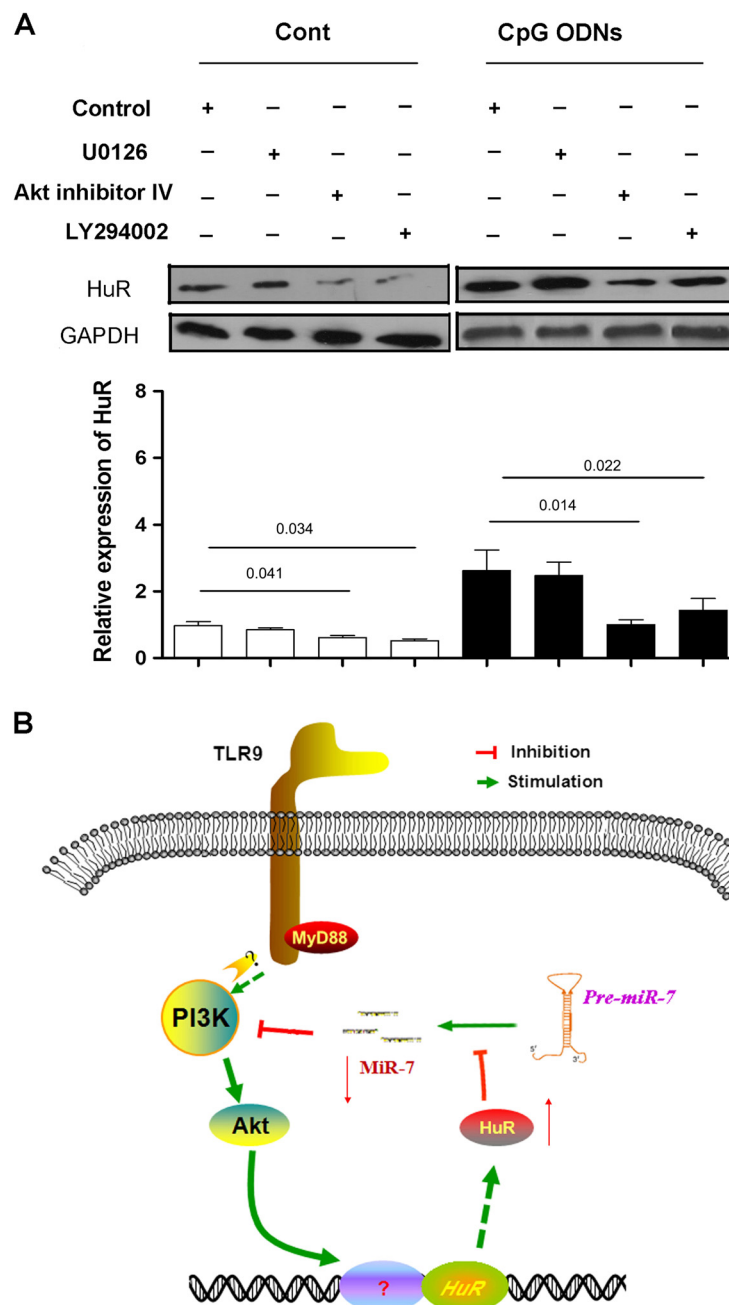 A
Cont CpG ODNs
Control + – – – + – – –
U0126 – + – – – + – –
Akt inhibitor IV – – + – – – + –
LY294002 – – – + – – – +
HuR
GAPDH
Relative expression of HuR
8
6
4
2
0
0.034
0.041
0.022
0.014
B
TLR9
Inhibition
Stimulation
MyD88
?
PI3K
Pre-miR-7
5'
3'
MiR-7
Akt
HuR
?
HuR